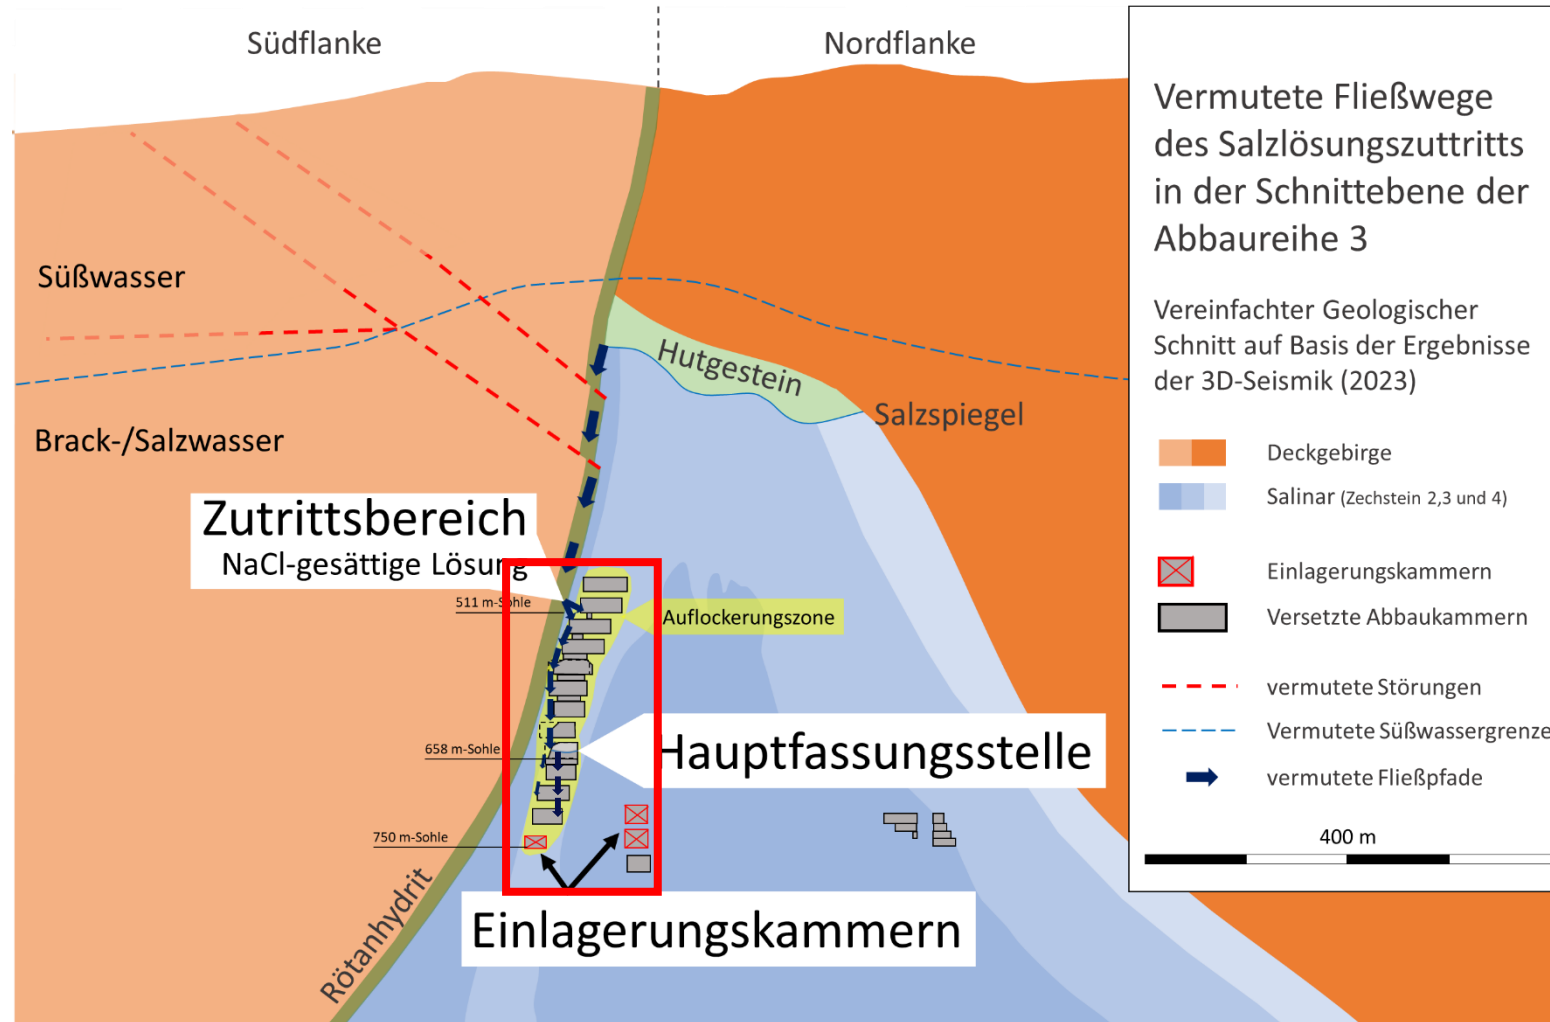 Südflanke
Nordflanke
Vermutete Fließwege
des Salzlösungszuttritts
in der Schnittebene der
Abbaureihe 3
Vereinfachter Geologischer
Schnitt auf Basis der Ergebnisse
der 3D-Seismik (2023)
Süßwasser
Brack-/Salzwasser
Hutgestein
Salzspiegel
Zutrittsbereich
NaCl-gesättige Lösung
511 m-Sohle
Auflockerungszone
658 m-Sohle
Hauptfassungsstelle
750 m-Sohle
Einlagerungskammern
Rötanhydrit
Deckgebirge
Salinar (Zechstein 2,3 und 4)
Einlagerungskammern
Versetzte Abbaukammern
vermutete Störungen
Vermutete Süßwassergrenze
vermutete Fließpfade
400 m